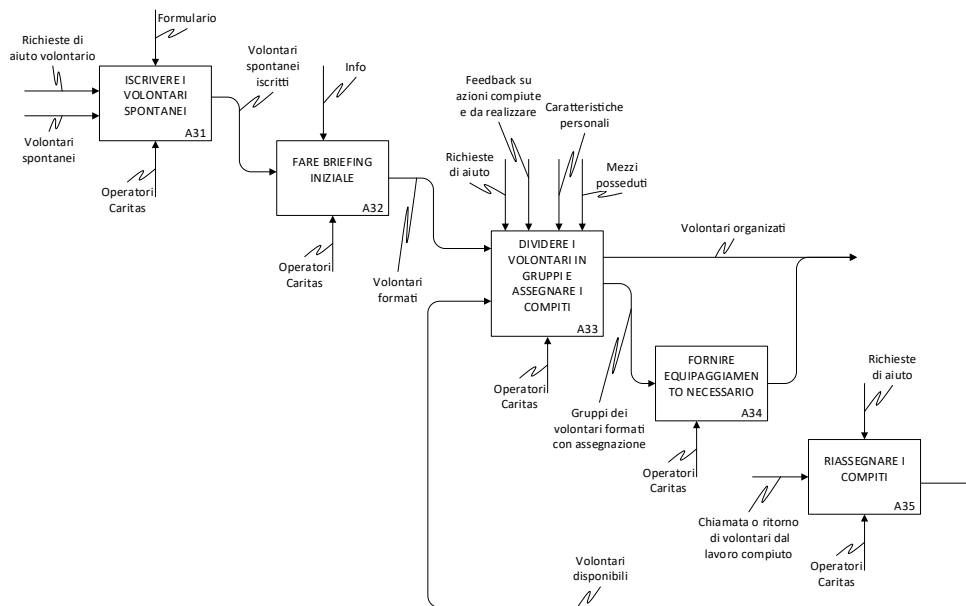 Formulario
Richieste di
aiuto volontario
ISCRIVERE I
VOLONTARI
SPONTANEI
A31
Volontari
spontanei
Operatori
Caritas
Volontari
spontanei
iscritti
Info
FARE BRIEFING
INIZIALE
A32
Operatori
Caritas
Volontari
formati
Feedback su
azioni compiute
e da realizzare
Caratteristiche
personali
Richieste
di aiuto
Mezzi
posseduti
DIVIDERE I
VOLONTARI IN
GRUPPI E
ASSEGNARE I
COMPITI
A33
Operatori
Caritas
Volontari organizati
Gruppi dei
volontari formati
con assegnazione
FORNIRE
EQUIPAGGIAMEN
TO NECESSARIO
A34
Operatori
Caritas
Richieste
di aiuto
RIASSEGNARE I
COMPITI
A35
Chiamata o ritorno
di volontari dal
lavoro compiuto
Operatori
Caritas
Volontari
disponibili